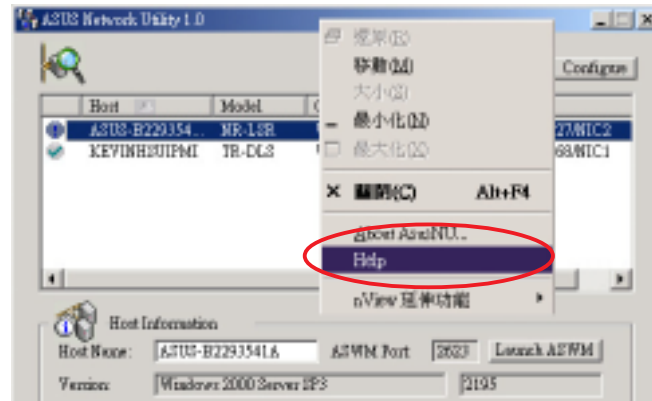 ASUS Network Utility 1.0
還原(R)
移動(M)
大小(S)
最小化(N)
最大化(X)
關閉(C) Alt+F4
About AsusNU...
Help
nView 延伸功能
Configure
Host Model
ASUS-B229354... NR-LSR 27/NIC2
KEVINHSUIPMI TR-DLS 68/NIC1
Host Information
Host Name: ASUS-B2293541A ASWM Port 2623 Launch ASWM
Version: Windows 2000 Server SP3 2195